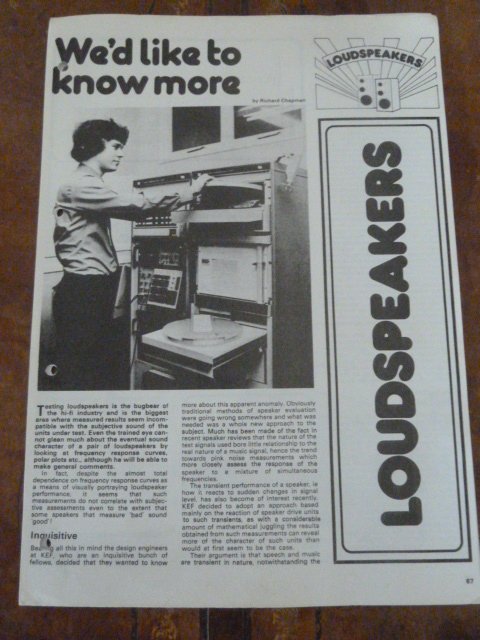 We'd like to
know more
by Richard Chapman
LOUDSPEAKERS
LOUDSPEAKERS
Testing loudspeakers is the bugbear of
the hi-fi industry and is the biggest
area where measured results seem incom-
patible with the subjective sound of the
units under test. Even the trained eye can-
not glean much about the eventual sound
character of a pair of loudspeakers by
looking at frequency response curves,
polar plots etc., although he will be able to
make general comments.
In fact, despite the almost total
dependence on frequency response curves as
a means of visually portraying loudspeaker
performance, it seems that such
measurements do not correlate with subjec-
tive assessments even to the extent that
some speakers that measure 'bad' sound
'good'!
Inquisitive
Bearing all this in mind the design engineers
at KEF, who are an inquisitive bunch of
fellows, decided that they wanted to know
more about this apparent anomaly. Obviously
traditional methods of speaker evaluation
were going wrong somewhere and what was
needed was a whole new approach to the
subject. Much has been made of the fact in
recent speaker reviews that the nature of the
test signals used bore little relationship to the
real nature of a music signal, hence the trend
towards pink noise measurements which
more closely assess the response of the
speaker to a mixture of simultaneous
frequencies.
The transient performance of a speaker, ie
how it reacts to sudden changes in signal
level, has also become of interest recently.
KEF decided to adopt an approach based
mainly on the reaction of speaker drive units
to such transients, as with a considerable
amount of mathematical juggling the results
obtained from such measurements can reveal
more of the character of such units than
would at first seem to be the case.
Their argument is that speech and music
are transient in nature, notwithstanding the
67